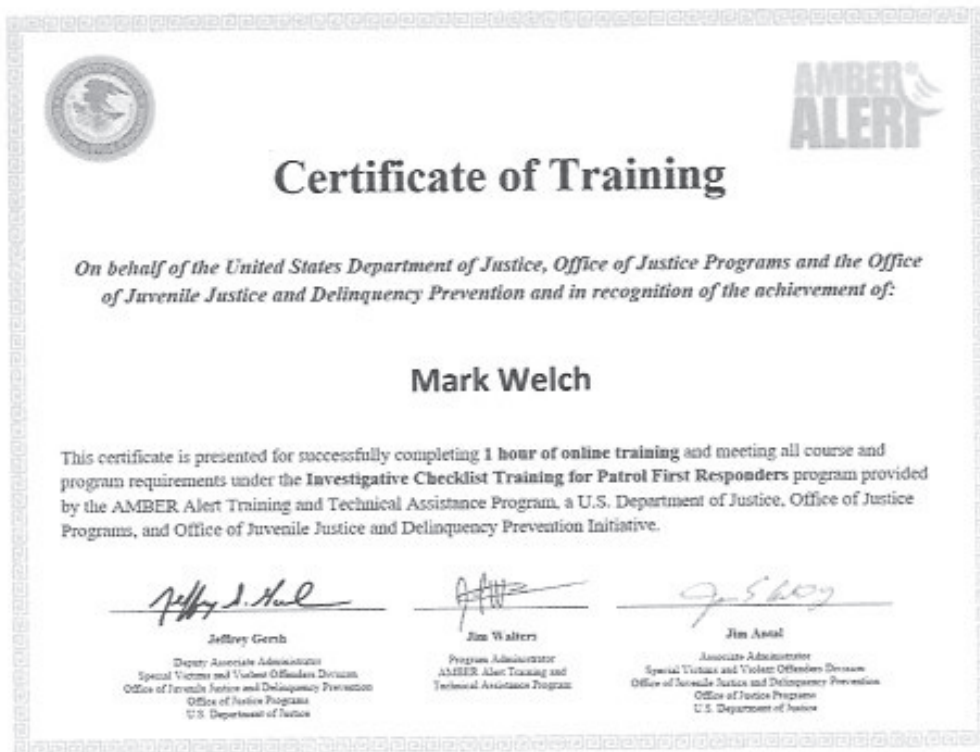 AMBER
ALERT
Certificate of Training
On behalf of the United States Department of Justice, Office of Justice Programs and the Office
of Juvenile Justice and Delinquency Prevention and in recognition of the achievement of:
Mark Welch
This certificate is presented for successfully completing 1 hour of online training and meeting all course and
program requirements under the Investigative Checklist Training for Patrol First Responders program provided
by the AMBER Alert Training and Technical Assistance Program, a U.S. Department of Justice, Office of Justice
Programs, and Office of Juvenile Justice and Delinquency Prevention Initiative.
Jeffrey Gersh
Deputy Associate Administrator
Special Victims and Violent Offenders Division
Office of Juvenile Justice and Delinquency Prevention
Office of Justice Programs
U.S. Department of Justice
Jim Walters
Program Administrator
AMBER Alert Training and
Technical Assistance Program
Jim Antal
Associate Administrator
Special Victims and Violent Offenders Division
Office of Juvenile Justice and Delinquency Prevention
Office of Justice Programs
U.S. Department of Justice